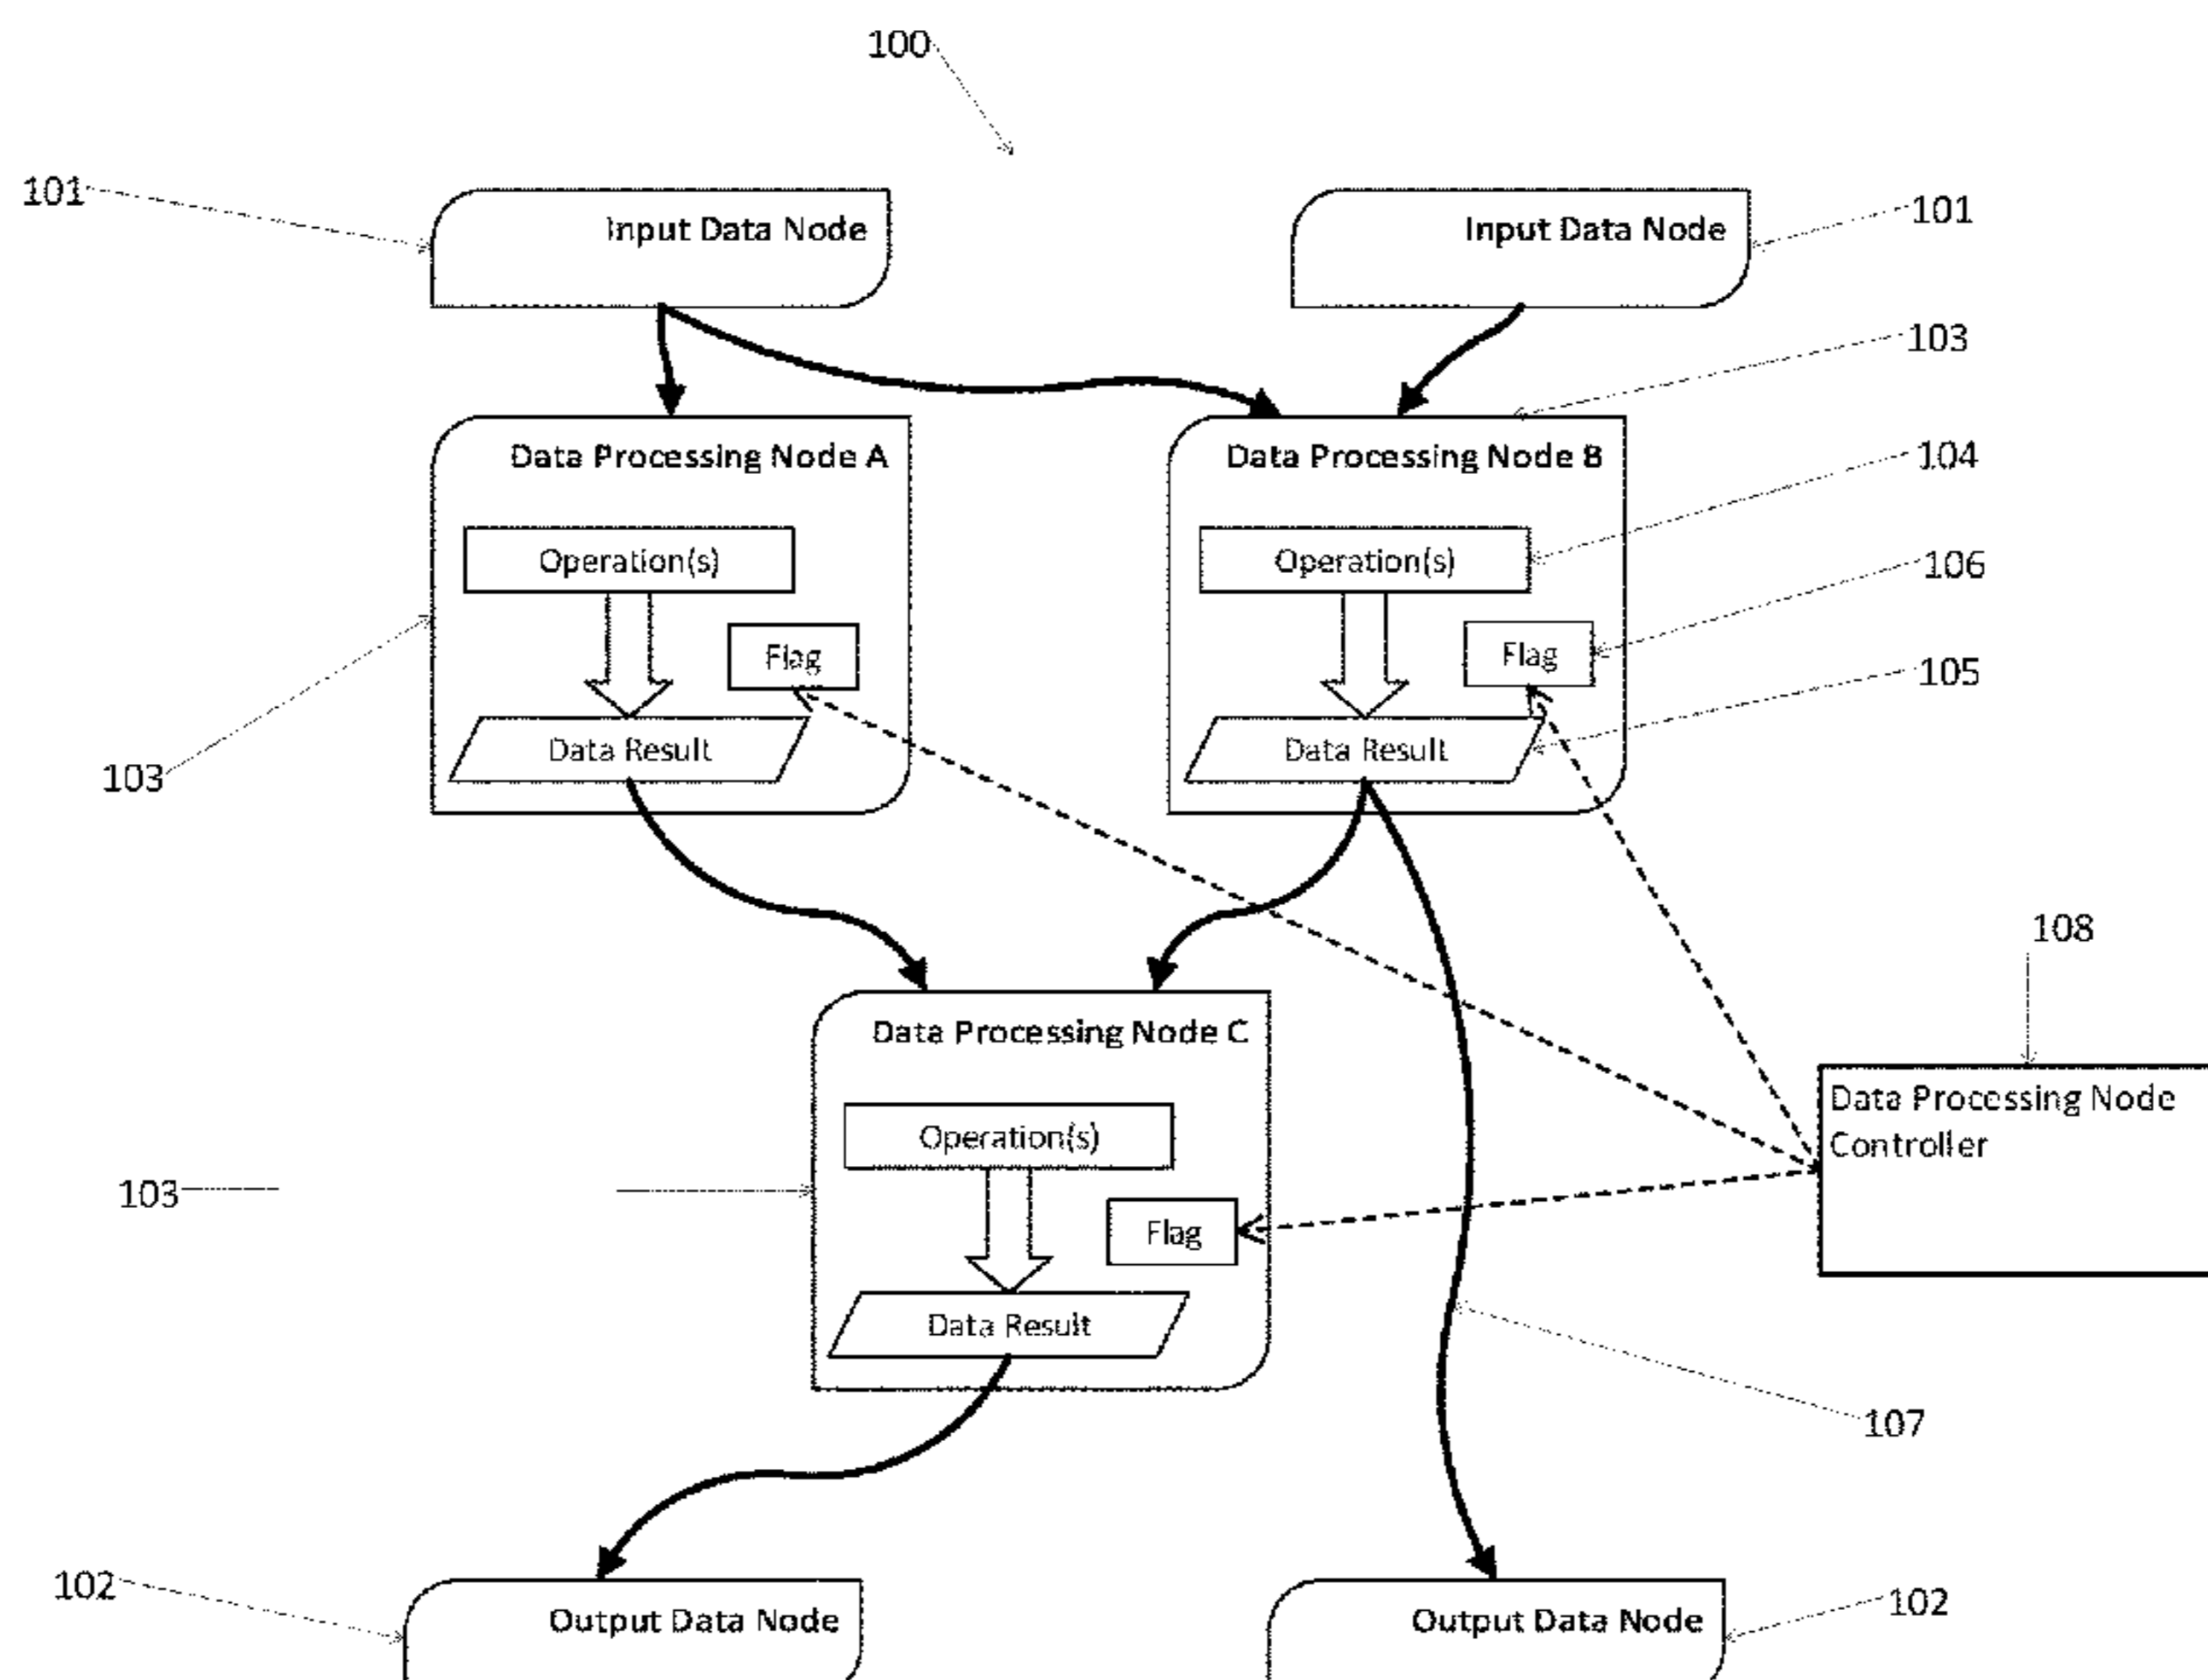 100
101
Input Data Node
Input Data Node
101
103
Data Processing Node A
Data Processing Node B
104
Operation(s)
Operation(s)
106
Flag
Flag
105
103
Data Result
Data Result
108
Data Processing Node C
Data Processing Node
Controller
Operation(s)
103
Flag
Data Result
107
102
Output Data Node
Output Data Node
102